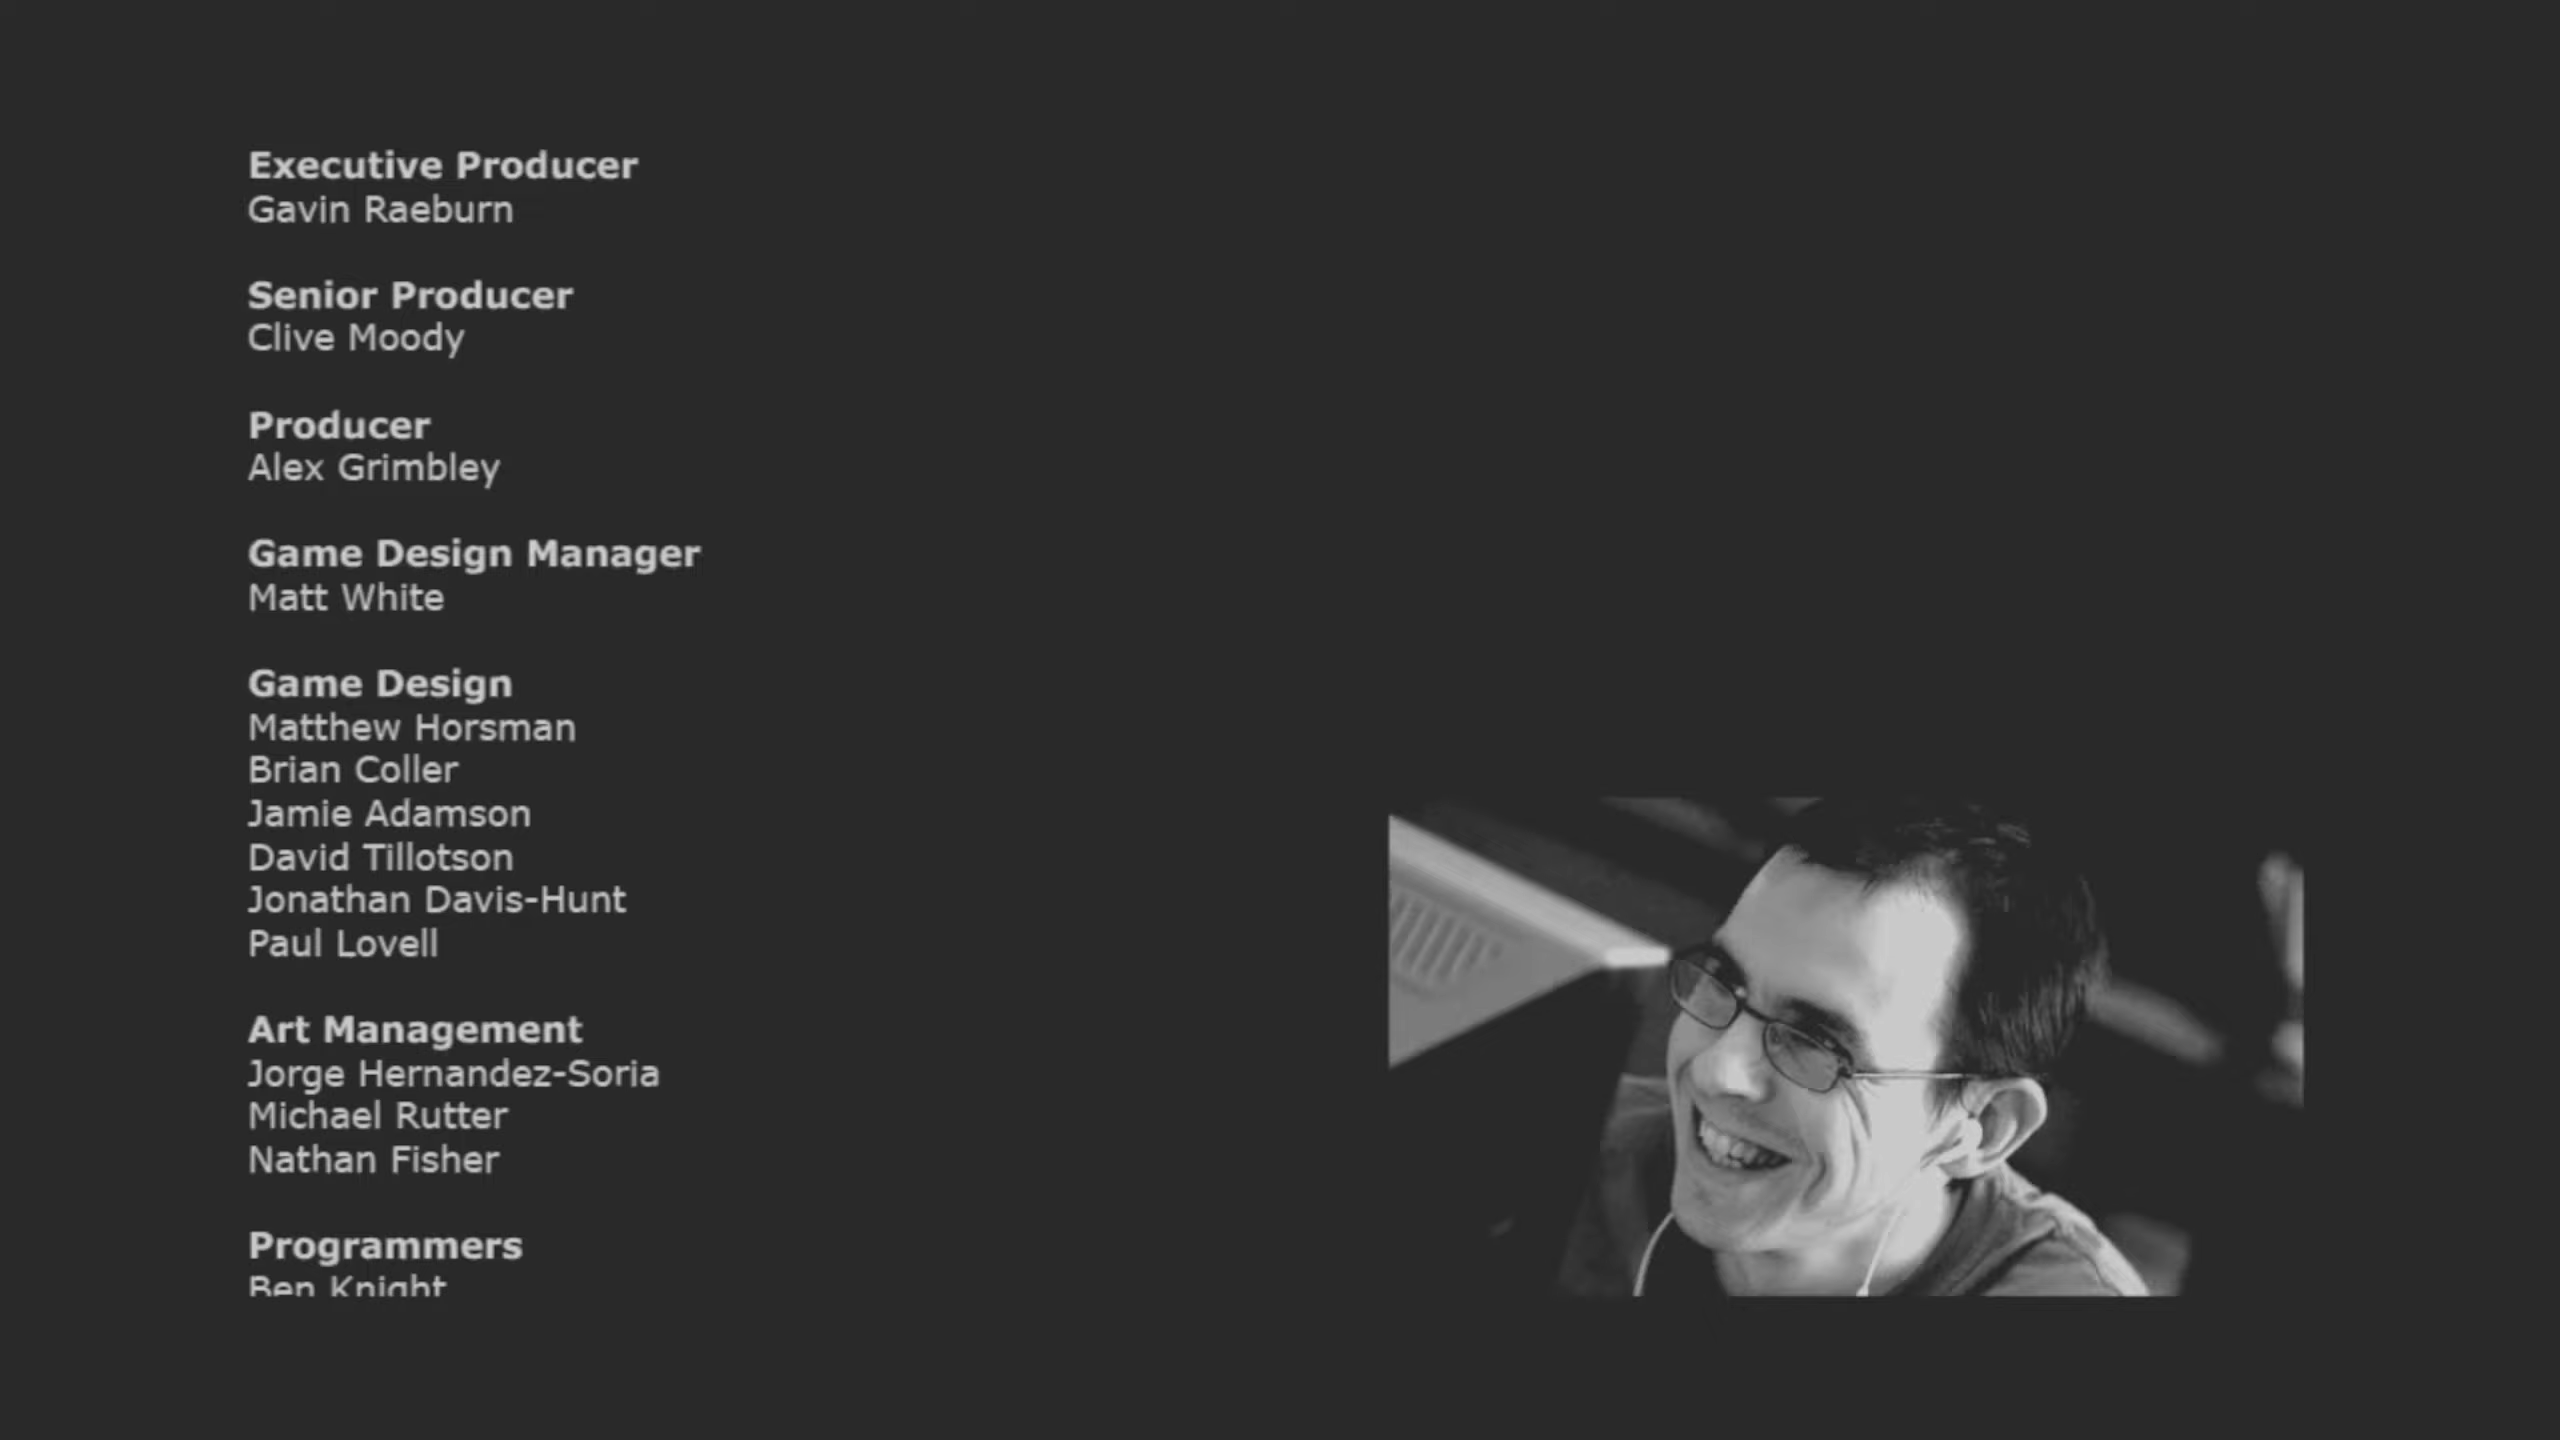 Executive Producer
Gavin Raeburn
Senior Producer
Clive Moody
Producer
Alex Grimbley
Game Design Manager
Matt White
Game Design
Matthew Horsman
Brian Coller
Jamie Adamson
David Tillotson
Jonathan Davis-Hunt
Paul Lovell
Art Management
Jorge Hernandez-Soria
Michael Rutter
Nathan Fisher
Programmers
Ben Knight